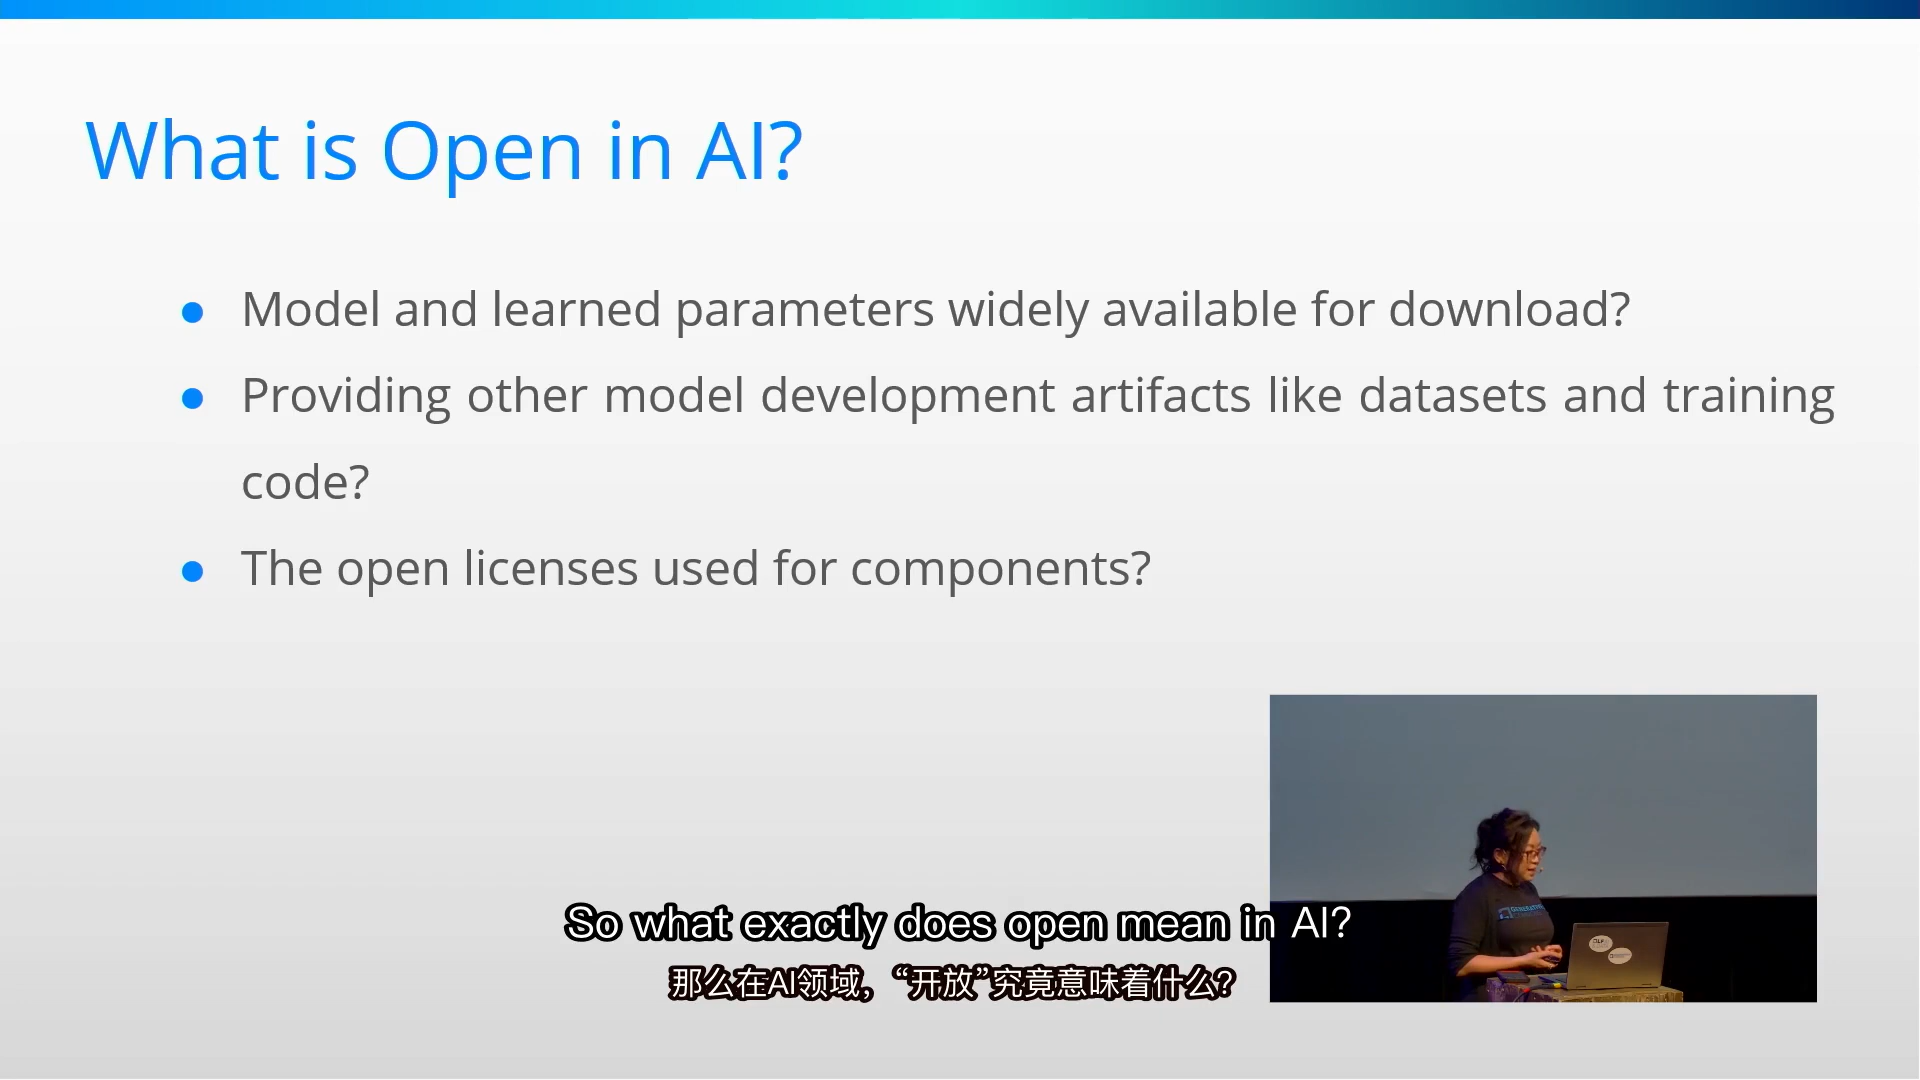 What is Open in AI?
● Model and learned parameters widely available for download?
● Providing other model development artifacts like datasets and training
code?
● The open licenses used for components?
So what exactly does open mean in AI?
那么在AI领域，“开放”究竟意味着什么？